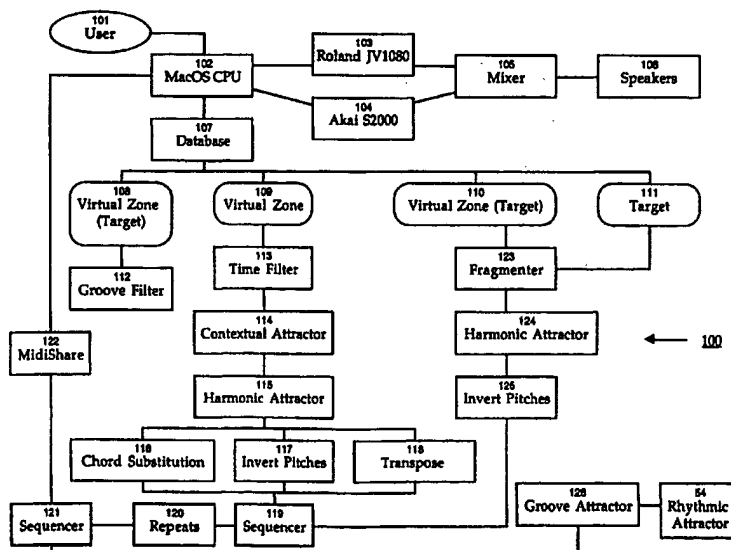 101
User
102
MacOS CPU
103
Roland JV1080
104
Akai S2000
105
Mixer
106
Speakers
107
Database
108
Virtual Zone
(Target)
109
Virtual Zone
110
Virtual Zone (Target)
111
Target
112
Groove Filter
113
Time Filter
123
Fragmenter
114
Contextual Attractor
124
Harmonic Attractor
100
122
MidiShare
115
Harmonic Attractor
125
Invert Pitches
116
Chord Substitution
117
Invert Pitches
118
Transpose
121
Sequencer
120
Repeats
119
Sequencer
126
Groove Attractor
54
Rhythmic
Attractor